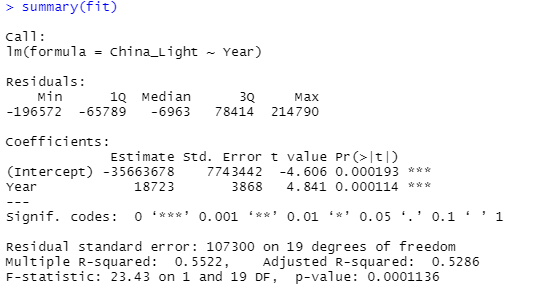 > summary(fit)
Call:
lm(formula = China_Light ~ Year)
Residuals:
    Min      1Q  Median      3Q     Max
-196572  -65789   -6963   78414  214790
Coefficients:
             Estimate Std. Error t value Pr(>|t|)
(Intercept) -35663678    7743442  -4.606 0.000193 ***
Year            18723       3868   4.841 0.000114 ***
---
Signif. codes:  0 ‘***’ 0.001 ‘**’ 0.01 ‘*’ 0.05 ‘.’ 0.1 ‘ ’ 1
Residual standard error: 107300 on 19 degrees of freedom
Multiple R-squared:  0.5522,    Adjusted R-squared:  0.5286
F-statistic: 23.43 on 1 and 19 DF,  p-value: 0.0001136